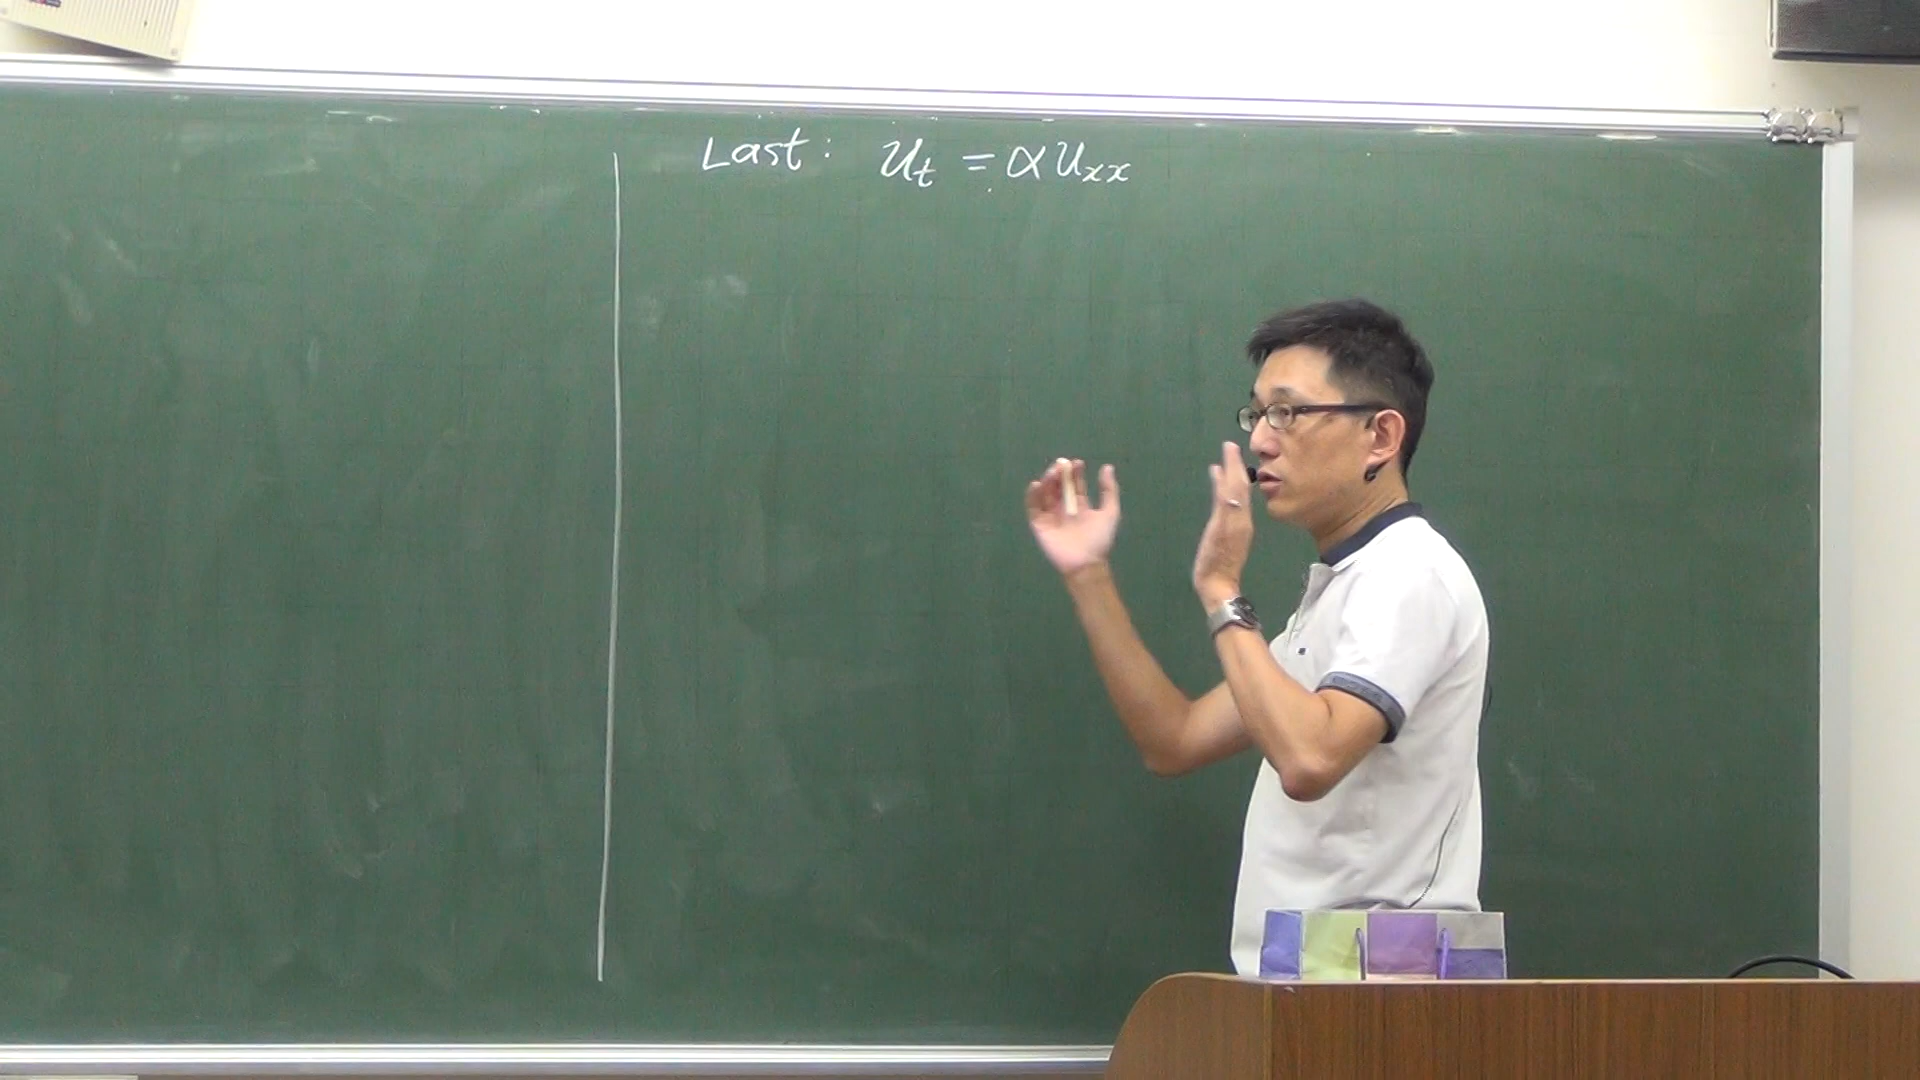 Last: u_t = αu_xx